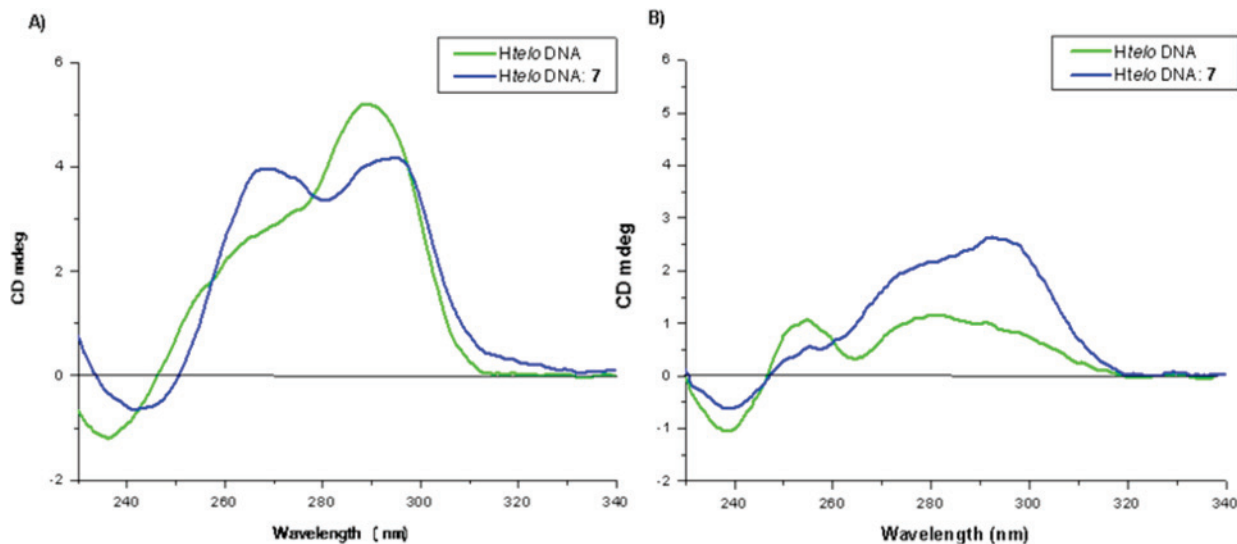 A)
Htelo DNA
Htelo DNA: 7
6
4
2
0
-2
CD mdeg
240
260
280
300
320
340
Wavelength ( nm)
B)
Htelo DNA
Htelo DNA: 7
6
5
4
3
2
1
0
-1
-2
CD mdeg
240
260
280
300
320
340
Wavelength (nm)